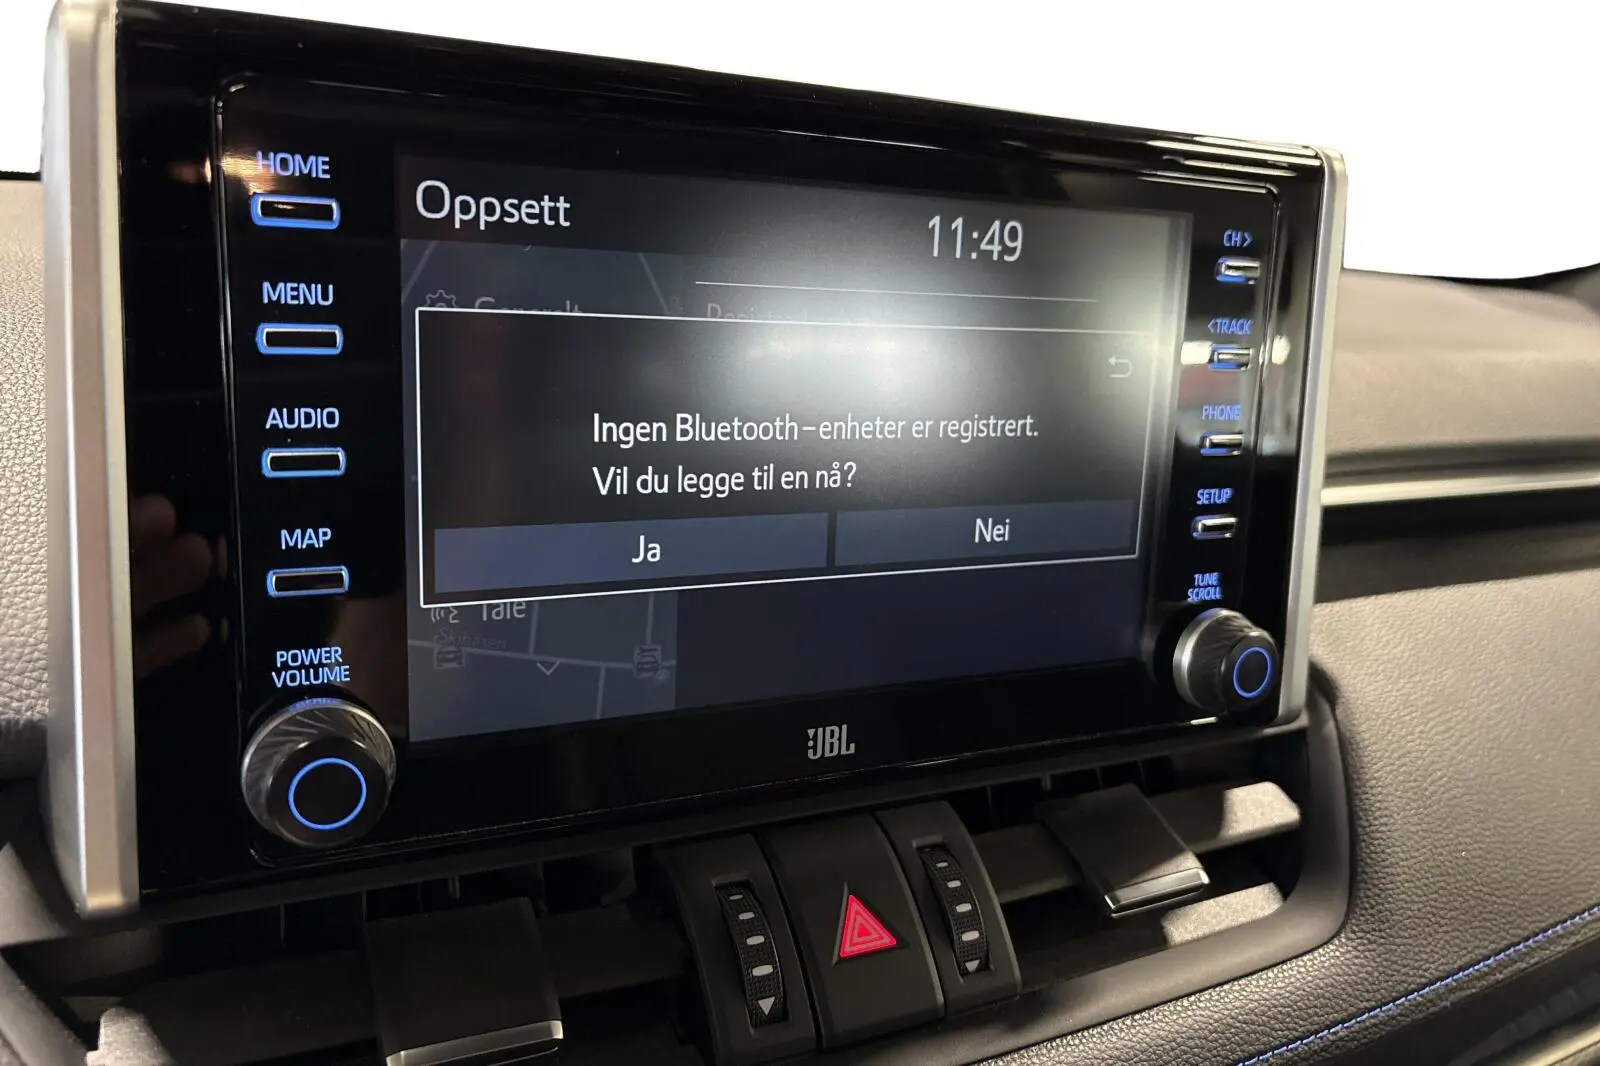 HOME
MENU
AUDIO
MAP
POWER
VOLUME
Oppsett
11:49
Generelt
Ingen Bluetooth-enheter er registrert.
Vil du legge til en nå?
Ja
Nei
Tale
JBL
CH>
<TRACK
PHONE
SETUP
TUNE
SCROLL